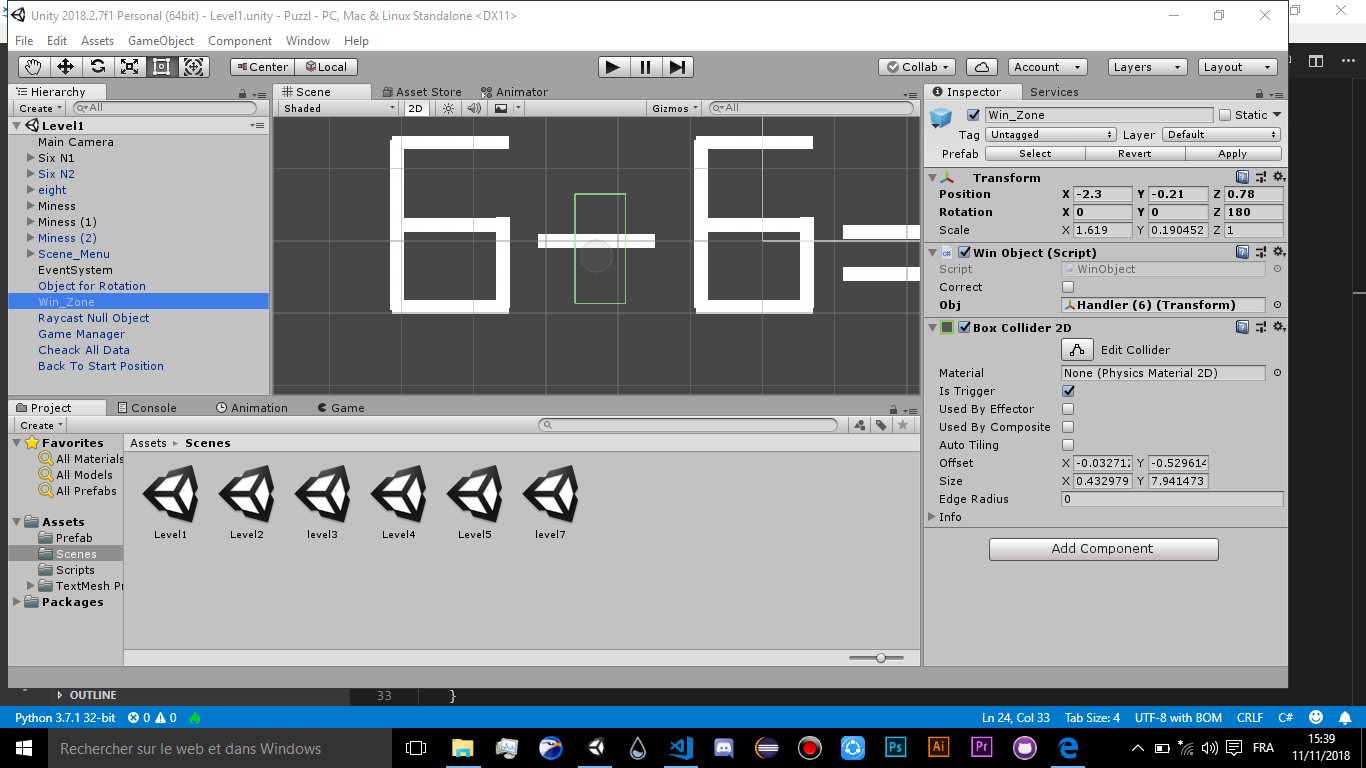 Unity 2018.2.7f1 Personal (64bit) - Level1.unity - Puzzl - PC, Mac & Linux Standalone <DX11>
File Edit Assets GameObject Component Window Help
Center Local Collab Account Layers Layout
Hierarchy Scene Asset Store Animator Inspector Services
Create All Shaded 2D Gizmos All
Level1
Main Camera
Six N1
Six N2
eight
Miness
Miness (1)
Miness (2)
Scene_Menu
EventSystem
Object for Rotation
Win_Zone
Raycast Null Object
Game Manager
Cheack All Data
Back To Start Position
Win_Zone Static
Tag Untagged Layer Default
Prefab Select Revert Apply
Transform
Position X -2.3 Y -0.21 Z 0.78
Rotation X 0 Y 0 Z 180
Scale X 1.619 Y 0.190452 Z 1
Win Object (Script)
Script WinObject
Correct
Obj Handler (6) (Transform)
Box Collider 2D
Edit Collider
Material None (Physics Material 2D)
Is Trigger
Used By Effector
Used By Composite
Auto Tiling
Offset X -0.032712 Y -0.529614
Size X 0.432979 Y 7.941473
Edge Radius 0
Info
Add Component
Project Console Animation Game
Create
Favorites
All Materials
All Models
All Prefabs
Assets
Prefab
Scenes
Scripts
TextMesh Pr
Packages
Assets Scenes
Level1 Level2 level3 Level4 Level5 level7
OUTLINE 33 }
Python 3.7.1 32-bit 0 0 Ln 24, Col 33 Tab Size: 4 UTF-8 with BOM CRLF C#
Rechercher sur le web et dans Windows Ps Ai Pr FRA 15:39
11/11/2018